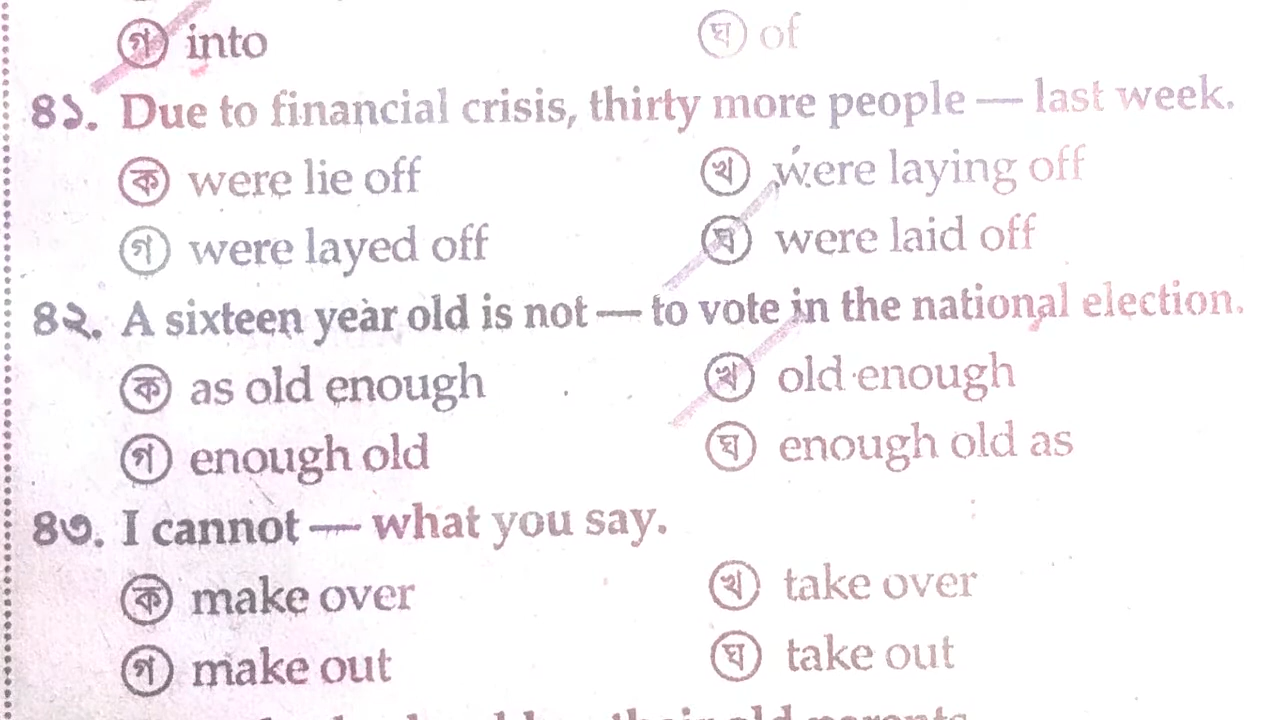 গ into ঘ of
৪১. Due to financial crisis, thirty more people — last week.
ক were lie off খ were laying off
গ were layed off ঘ were laid off
৪২. A sixteen year old is not — to vote in the national election.
ক as old enough খ old enough
গ enough old ঘ enough old as
৪৩. I cannot — what you say.
ক make over খ take over
গ make out ঘ take out
their old parents